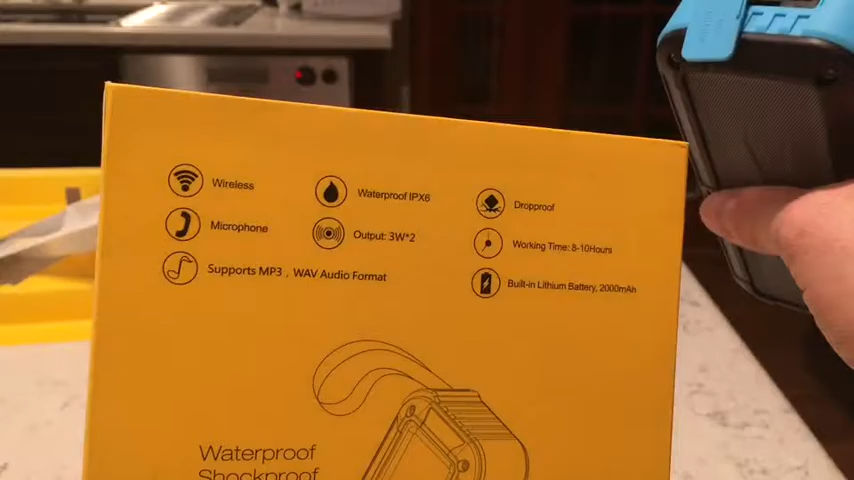 Wireless
Waterproof IPX6
Dropproof
Microphone
Output: 3W*2
Working Time: 8-10Hours
Supports MP3 , WAV Audio Format
Built-in Lithium Battery, 2000mAh
Waterproof
Shockproof